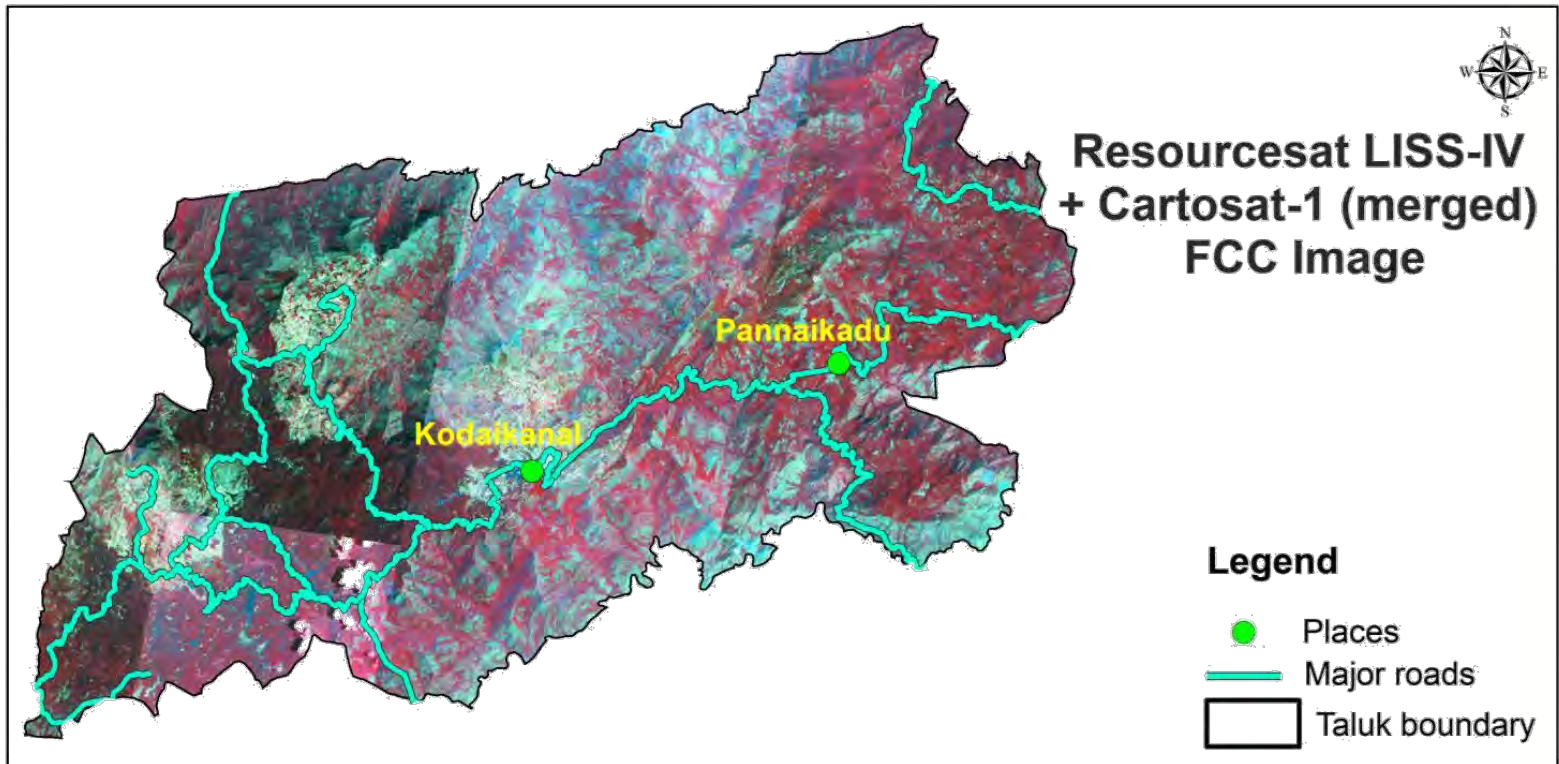 N
W E
S
Resourcesat LISS-IV
+ Cartosat-1 (merged)
FCC Image
Pannaikadu
Kodaikanal
Legend
Places
Major roads
Taluk boundary